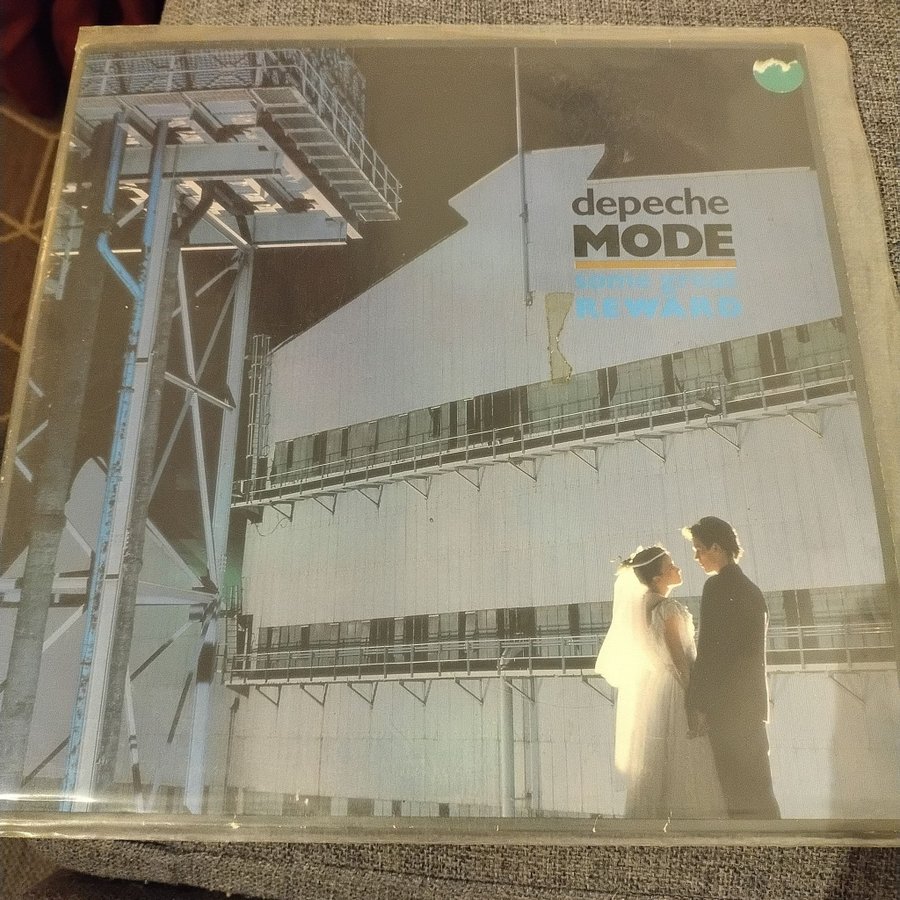 depeche
MODE
some great
REWARD